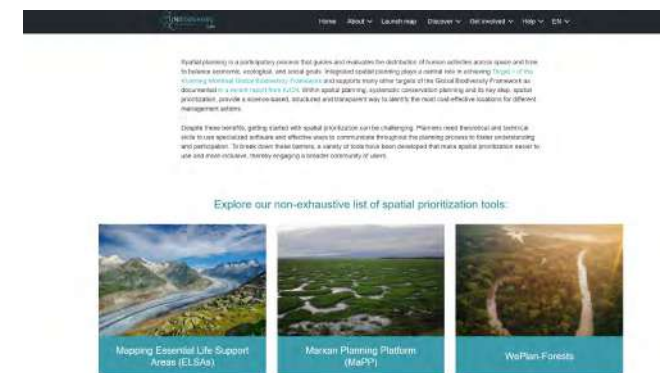 UN BIODIVERSITY
Lab
Home About Launch map Discover Get involved Help EN
Spatial planning is a participatory process that guides and evaluates the distribution of human activities across space and time
to balance economic, ecological, and social goals. Integrated spatial planning plays a central role in achieving Target 1 of the
Kunming-Montreal Global Biodiversity Framework and supports many other targets of the Global Biodiversity Framework as
documented in a recent report from IUCN. Within spatial planning, systematic conservation planning and its key step, spatial
prioritization, provide a science-based, structured and transparent way to identify the most cost-effective locations for different
management actions.
Despite these benefits, getting started with spatial prioritization can be challenging. Planners need theoretical and technical
skills to use specialized software and effective ways to communicate throughout the planning process to foster understanding
and participation. To break down these barriers, a variety of tools have been developed that make spatial prioritization easier to
use and more inclusive, thereby engaging a broader community of users.
Explore our non-exhaustive list of spatial prioritization tools:
Mapping Essential Life Support
Areas (ELSAs)
Marxan Planning Platform
(MaPP)
WePlan-Forests